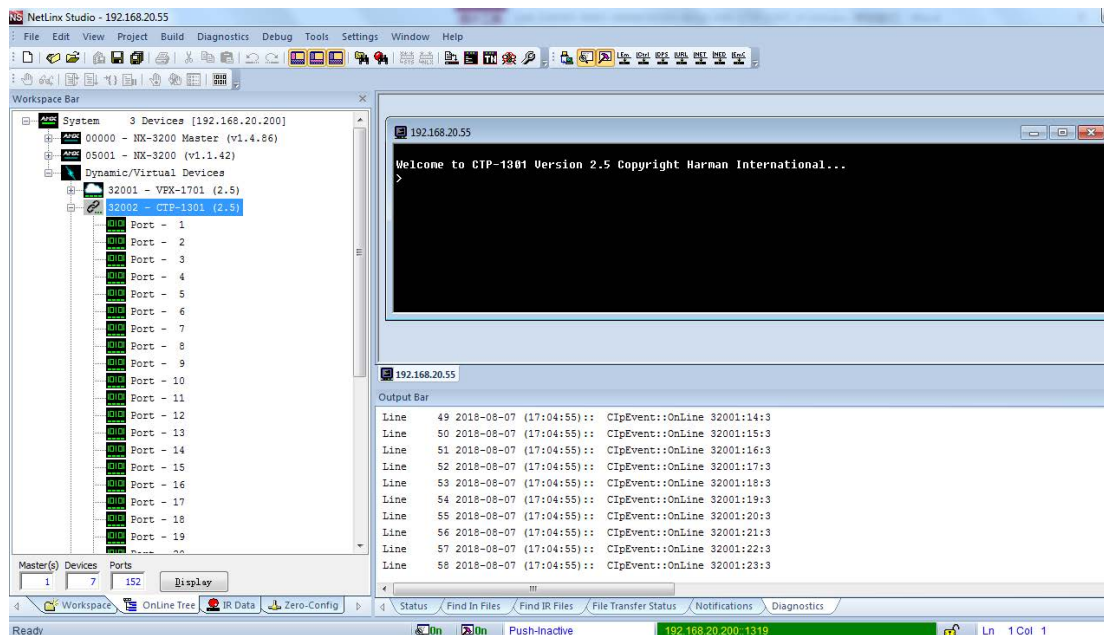 NetLinx Studio - 192.168.20.55
File Edit View Project Build Diagnostics Debug Tools Settings Window Help
Workspace Bar
System 3 Devices [192.168.20.200]
00000 - NX-3200 Master (v1.4.86)
05001 - NX-3200 (v1.1.42)
Dynamic/Virtual Devices
32001 - VPX-1701 (2.5)
32002 - CTP-1301 (2.5)
Port - 1
Port - 2
Port - 3
Port - 4
Port - 5
Port - 6
Port - 7
Port - 8
Port - 9
Port - 10
Port - 11
Port - 12
Port - 13
Port - 14
Port - 15
Port - 16
Port - 17
Port - 18
Port - 19
Master(s) Devices Ports
1 7 152 Display
Workspace OnLine Tree IR Data Zero-Config
192.168.20.55
Welcome to CTP-1301 Version 2.5 Copyright Harman International...
>
192.168.20.55
Output Bar
Line 49 2018-08-07 (17:04:55):: CIpEvent::OnLine 32001:14:3
Line 50 2018-08-07 (17:04:55):: CIpEvent::OnLine 32001:15:3
Line 51 2018-08-07 (17:04:55):: CIpEvent::OnLine 32001:16:3
Line 52 2018-08-07 (17:04:55):: CIpEvent::OnLine 32001:17:3
Line 53 2018-08-07 (17:04:55):: CIpEvent::OnLine 32001:18:3
Line 54 2018-08-07 (17:04:55):: CIpEvent::OnLine 32001:19:3
Line 55 2018-08-07 (17:04:55):: CIpEvent::OnLine 32001:20:3
Line 56 2018-08-07 (17:04:55):: CIpEvent::OnLine 32001:21:3
Line 57 2018-08-07 (17:04:55):: CIpEvent::OnLine 32001:22:3
Line 58 2018-08-07 (17:04:55):: CIpEvent::OnLine 32001:23:3
Status Find In Files Find IR Files File Transfer Status Notifications Diagnostics
Ready On On Push-Inactive 192.168.20.200::1319 Ln 1 Col 1